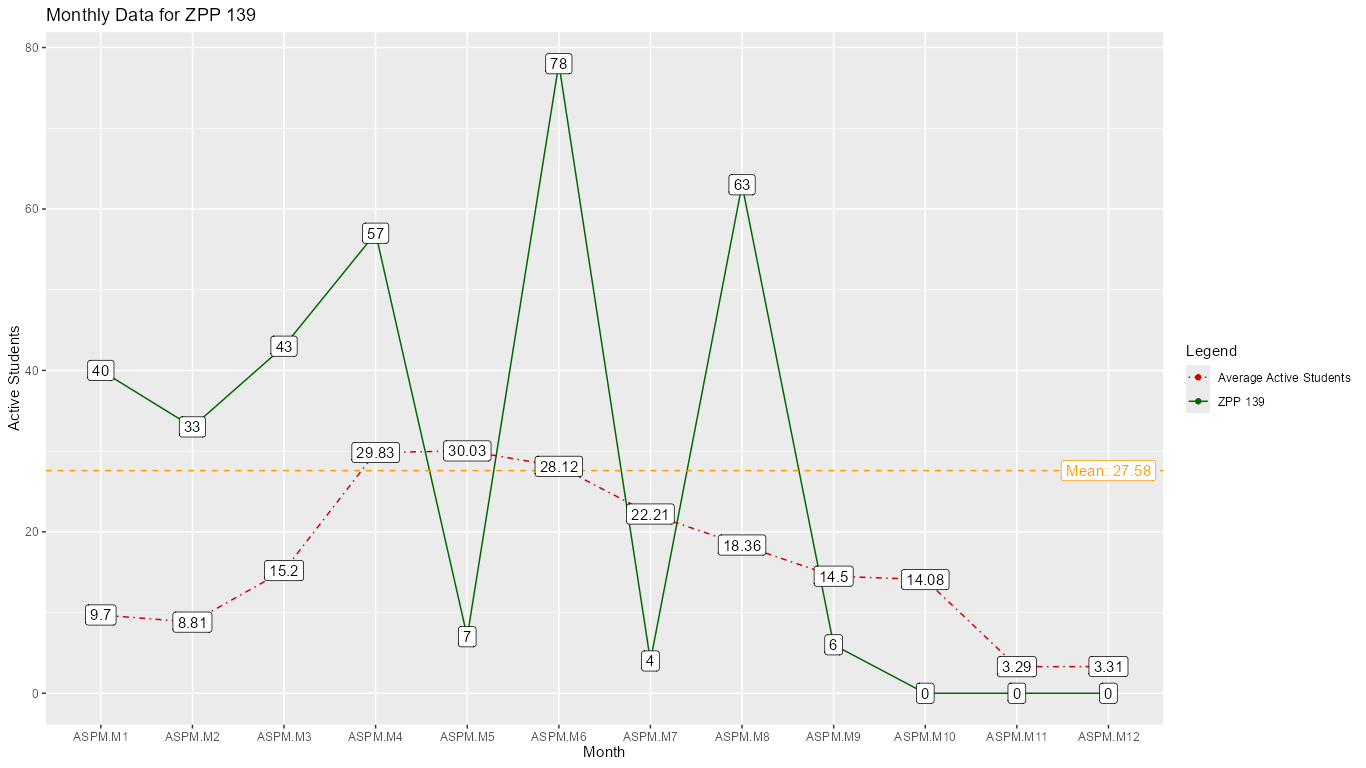 Monthly Data for ZPP 139
Active Students
80
60
40
20
0
40
33
43
57
7
78
4
63
6
0
0
0
9.7
8.81
15.2
29.83
30.03
28.12
22.21
18.36
14.5
14.08
3.29
3.31
Mean: 27.58
ASPM.M1
ASPM.M2
ASPM.M3
ASPM.M4
ASPM.M5
ASPM.M6
ASPM.M7
ASPM.M8
ASPM.M9
ASPM.M10
ASPM.M11
ASPM.M12
Month
Legend
Average Active Students
ZPP 139